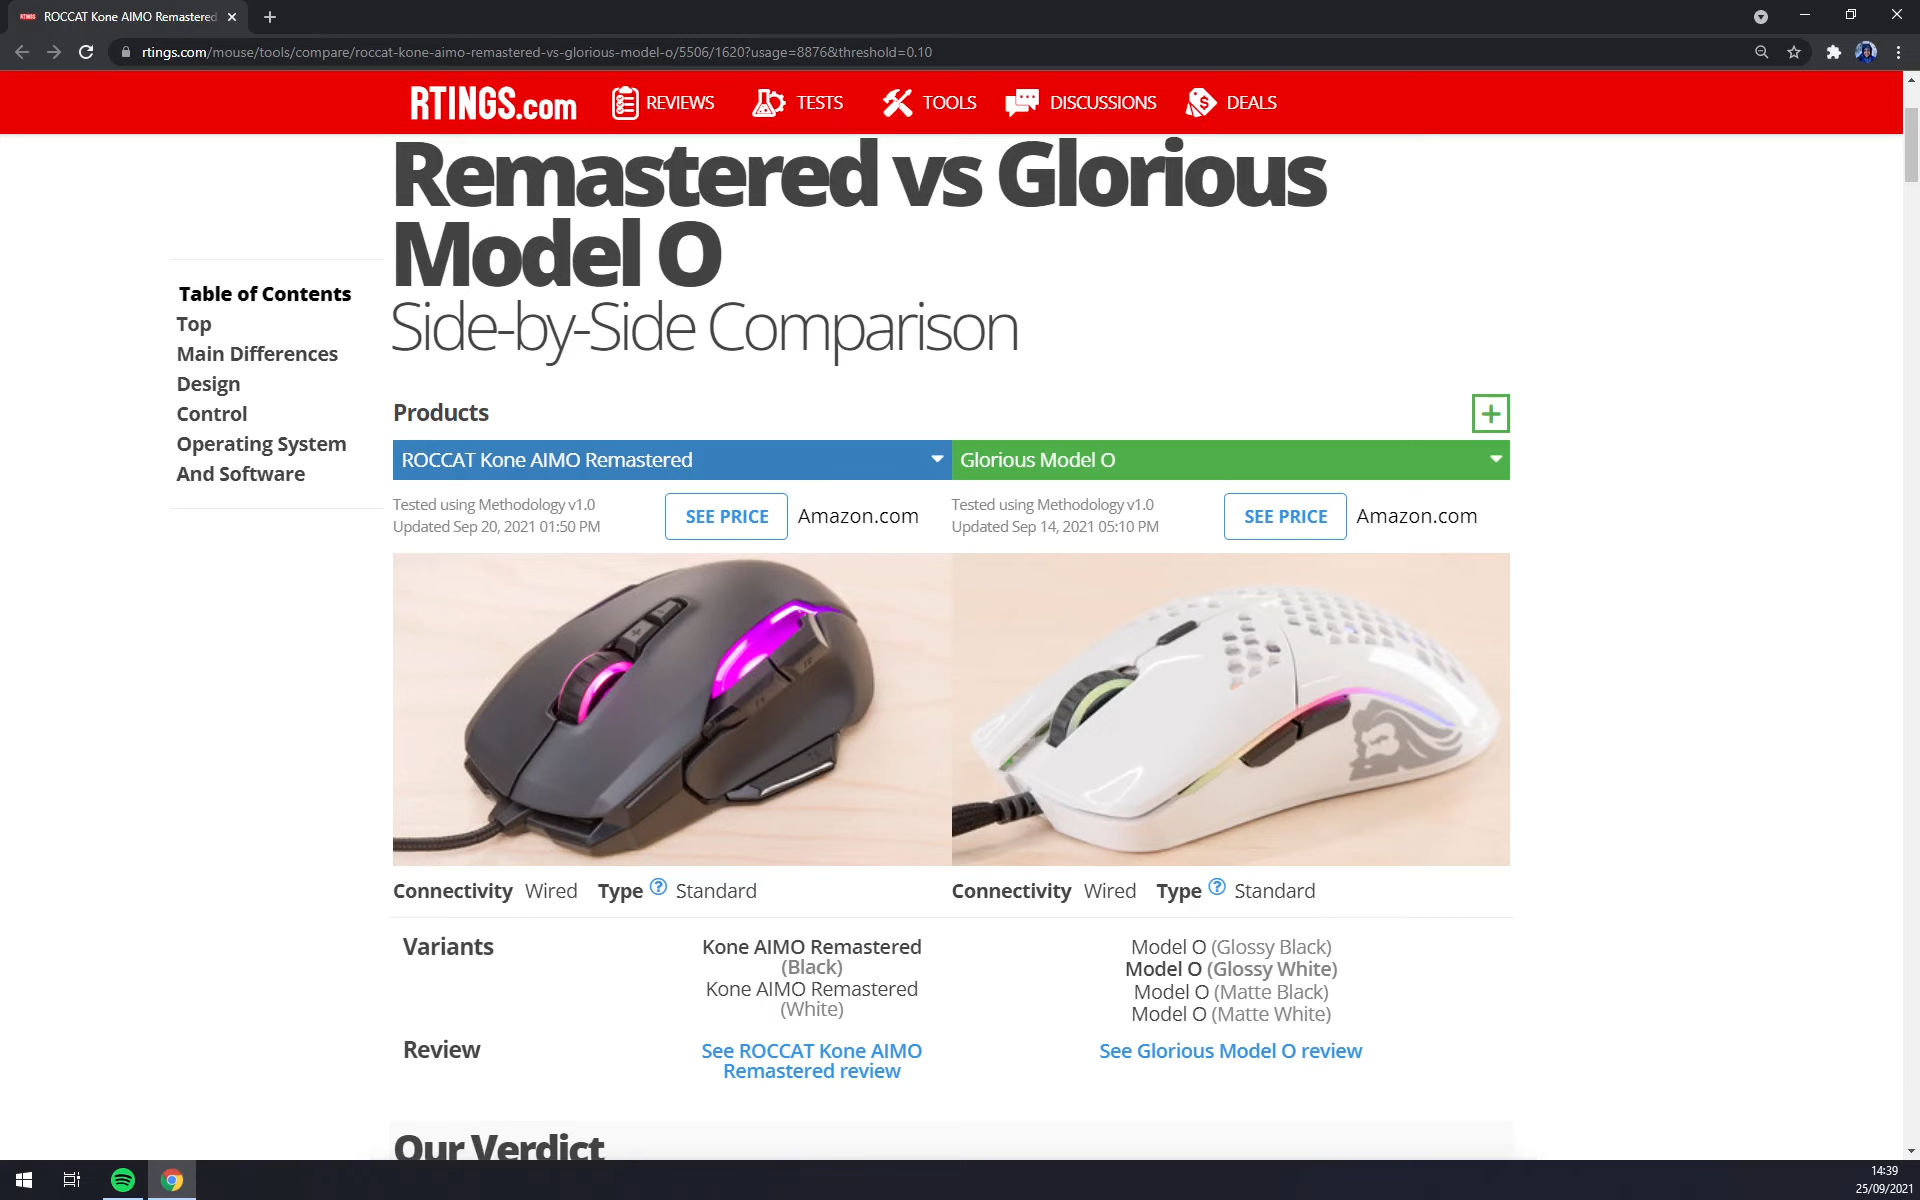 ROCCAT Kone AIMO Remastered
rtings.com/mouse/tools/compare/roccat-kone-aimo-remastered-vs-glorious-model-o/5506/1620?usage=8876&threshold=0.10
RTINGS.com
REVIEWS
TESTS
TOOLS
DISCUSSIONS
DEALS
Remastered vs Glorious
Model O
Side-by-Side Comparison
Table of Contents
Top
Main Differences
Design
Control
Operating System
And Software
Products
ROCCAT Kone AIMO Remastered
Glorious Model O
Tested using Methodology v1.0
Updated Sep 20, 2021 01:50 PM
SEE PRICE
Amazon.com
Tested using Methodology v1.0
Updated Sep 14, 2021 05:10 PM
SEE PRICE
Amazon.com
Connectivity Wired Type ? Standard
Connectivity Wired Type ? Standard
Variants
Kone AIMO Remastered
(Black)
Kone AIMO Remastered
(White)
Model O (Glossy Black)
Model O (Glossy White)
Model O (Matte Black)
Model O (Matte White)
Review
See ROCCAT Kone AIMO
Remastered review
See Glorious Model O review
Our Verdict
14:39
25/09/2021